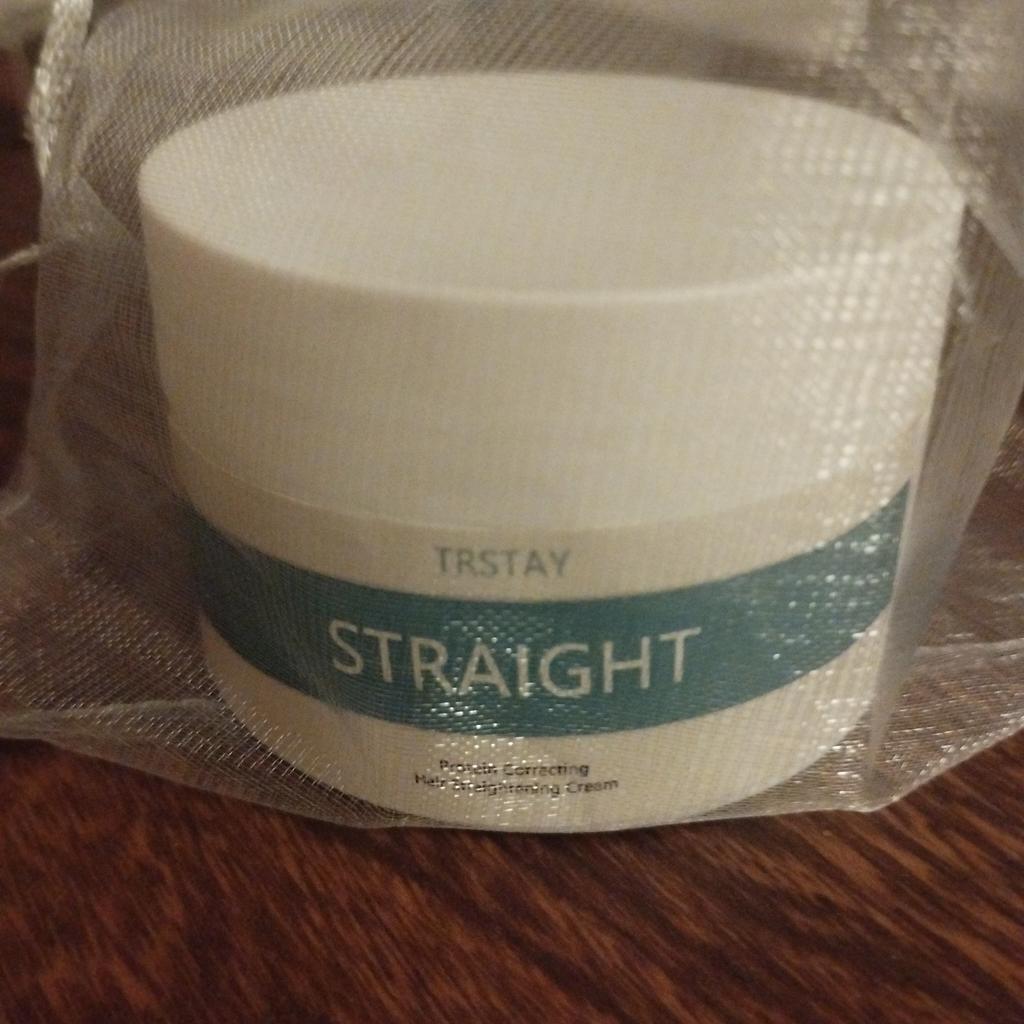 TRSTAY
STRAIGHT
Protein Correcting
Hair Straightening Cream